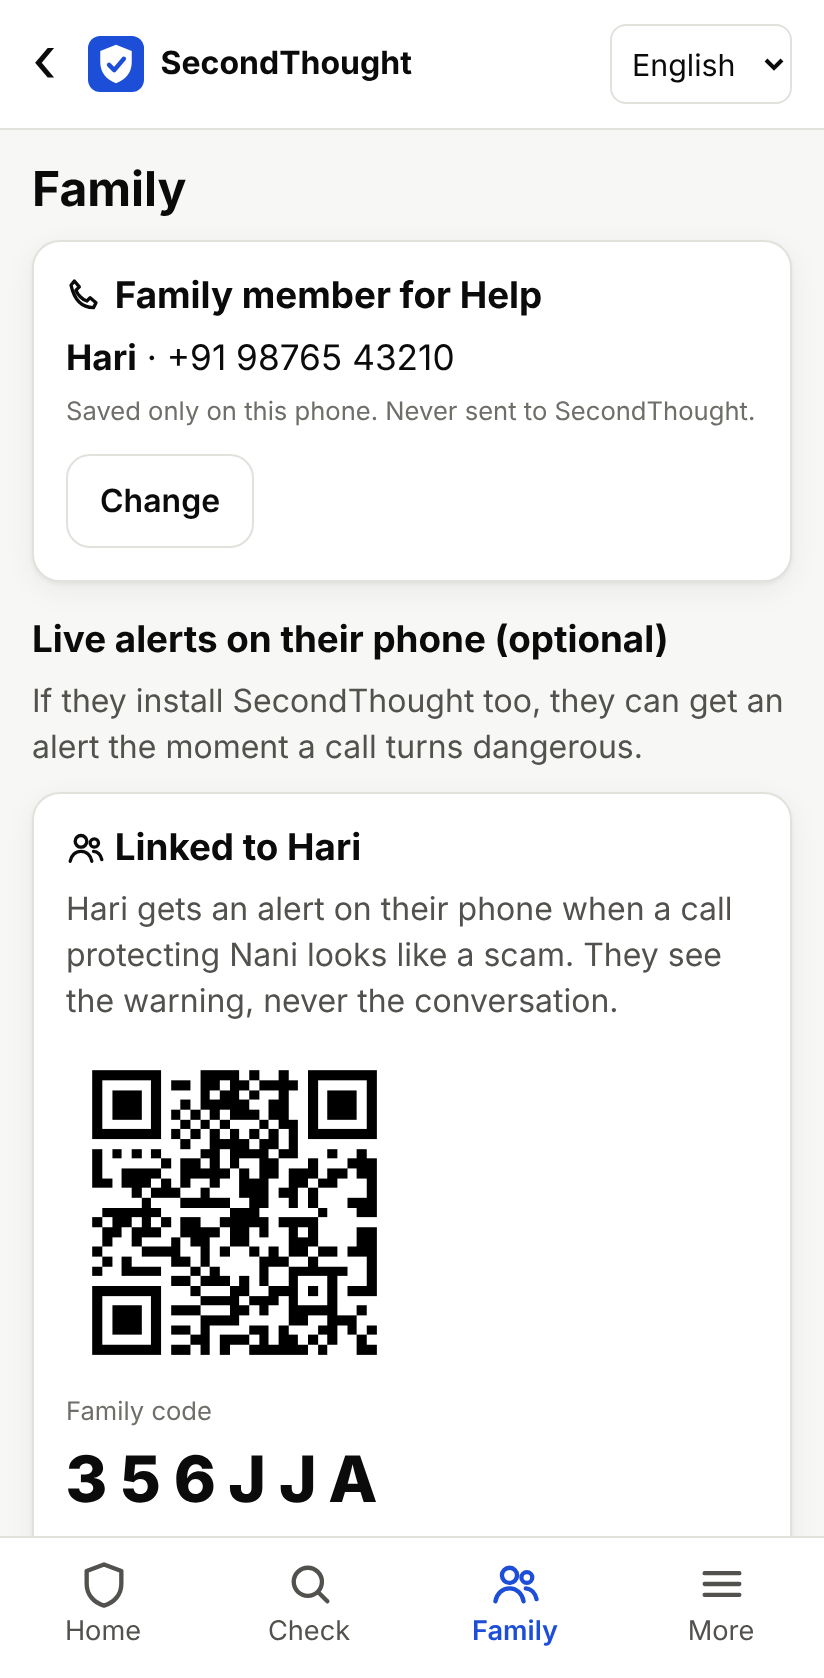 SecondThought
English
Family
Family member for Help
Hari · +91 98765 43210
Saved only on this phone. Never sent to SecondThought.
Change
Live alerts on their phone (optional)
If they install SecondThought too, they can get an
alert the moment a call turns dangerous.
Linked to Hari
Hari gets an alert on their phone when a call
protecting Nani looks like a scam. They see
the warning, never the conversation.
Family code
356JJA
Home
Check
Family
More